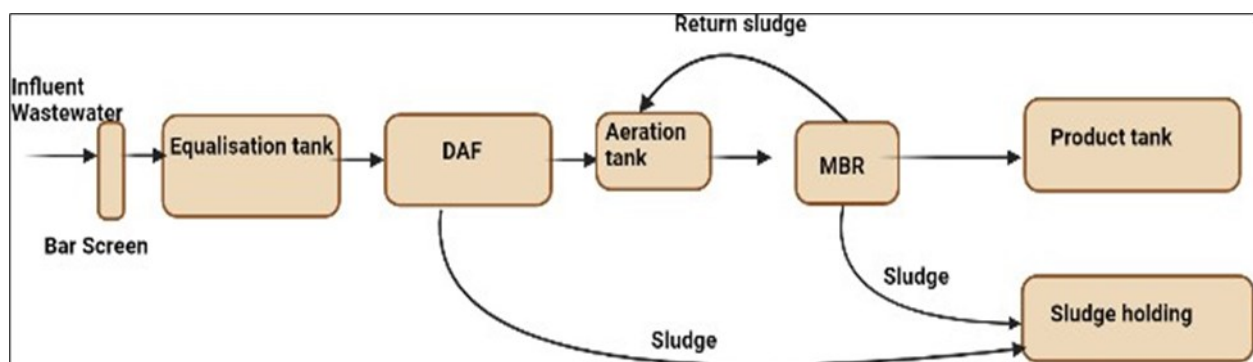 Return sludge
Influent
Wastewater
Equalisation tank
DAF
Aeration
tank
MBR
Product tank
Bar Screen
Sludge
Sludge holding
Sludge